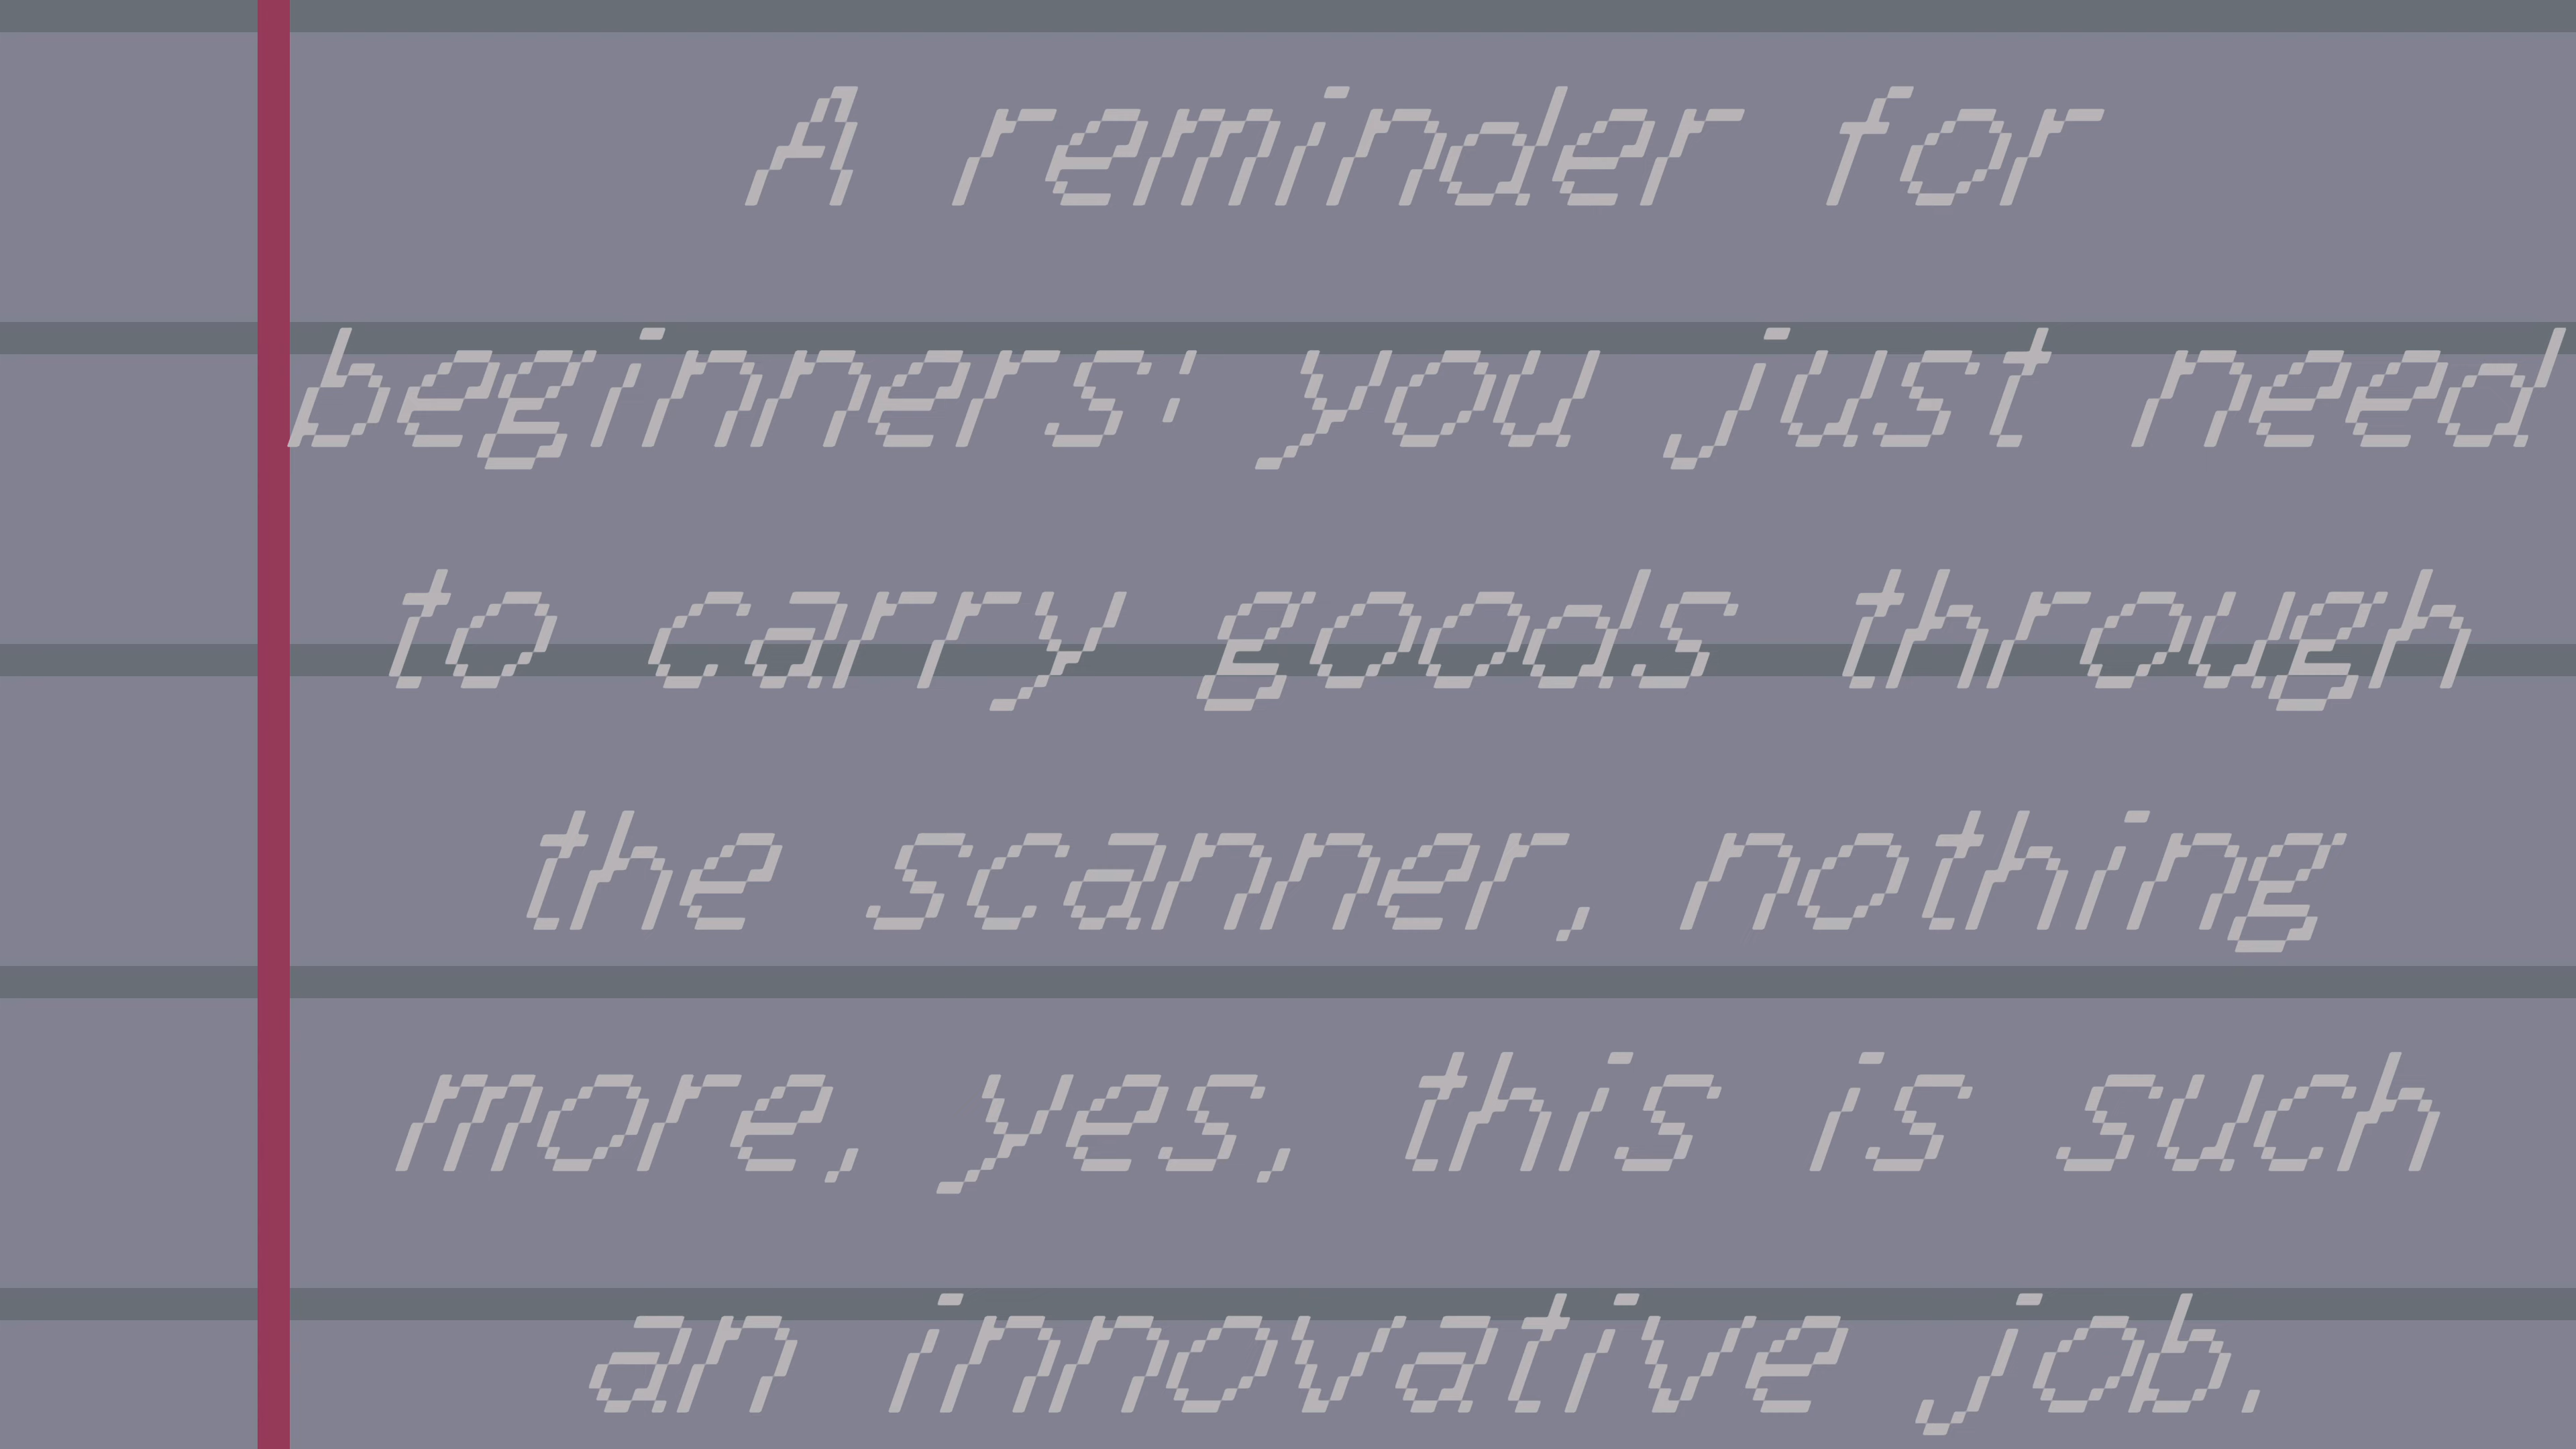 A reminder for
beginners: you just need
to carry goods through
the scanner, nothing
more, yes, this is such
an innovative job.